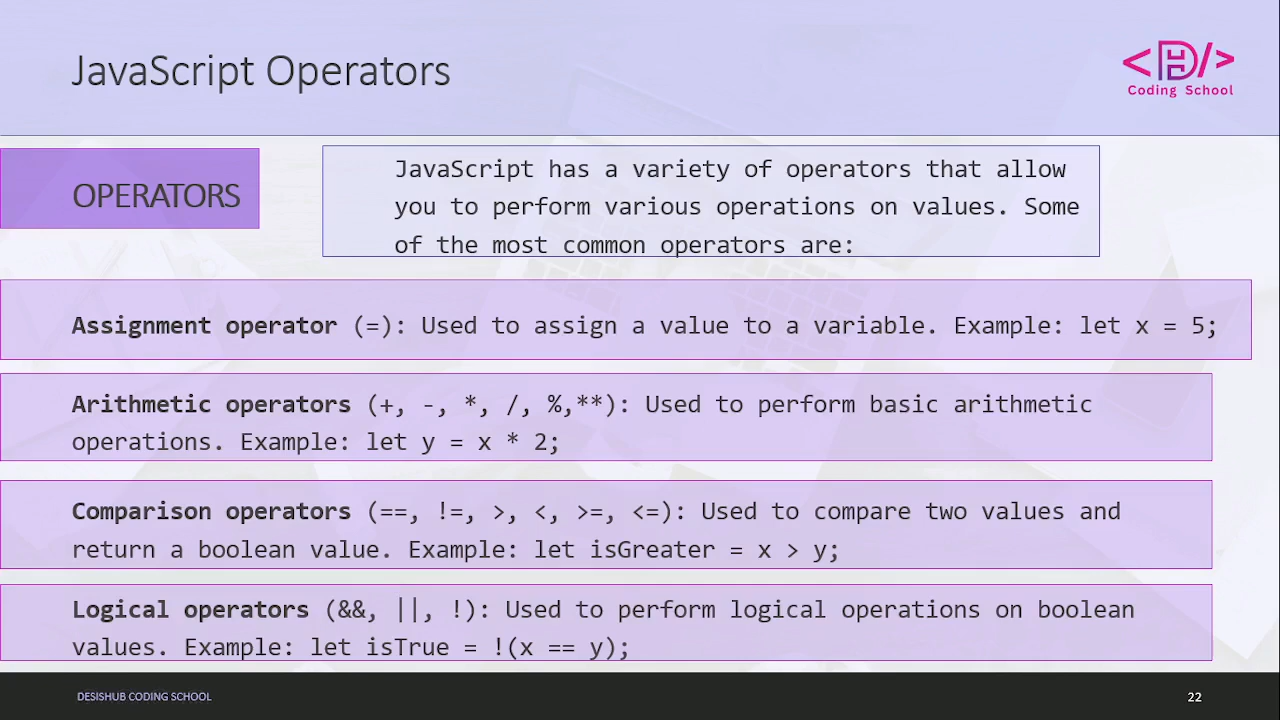 JavaScript Operators
<DH/>
Coding School
OPERATORS
JavaScript has a variety of operators that allow
you to perform various operations on values. Some
of the most common operators are:
Assignment operator (=): Used to assign a value to a variable. Example: let x = 5;
Arithmetic operators (+, -, *, /, %,**): Used to perform basic arithmetic
operations. Example: let y = x * 2;
Comparison operators (==, !=, >, <, >=, <=): Used to compare two values and
return a boolean value. Example: let isGreater = x > y;
Logical operators (&&, ||, !): Used to perform logical operations on boolean
values. Example: let isTrue = !(x == y);
DESISHUB CODING SCHOOL
22